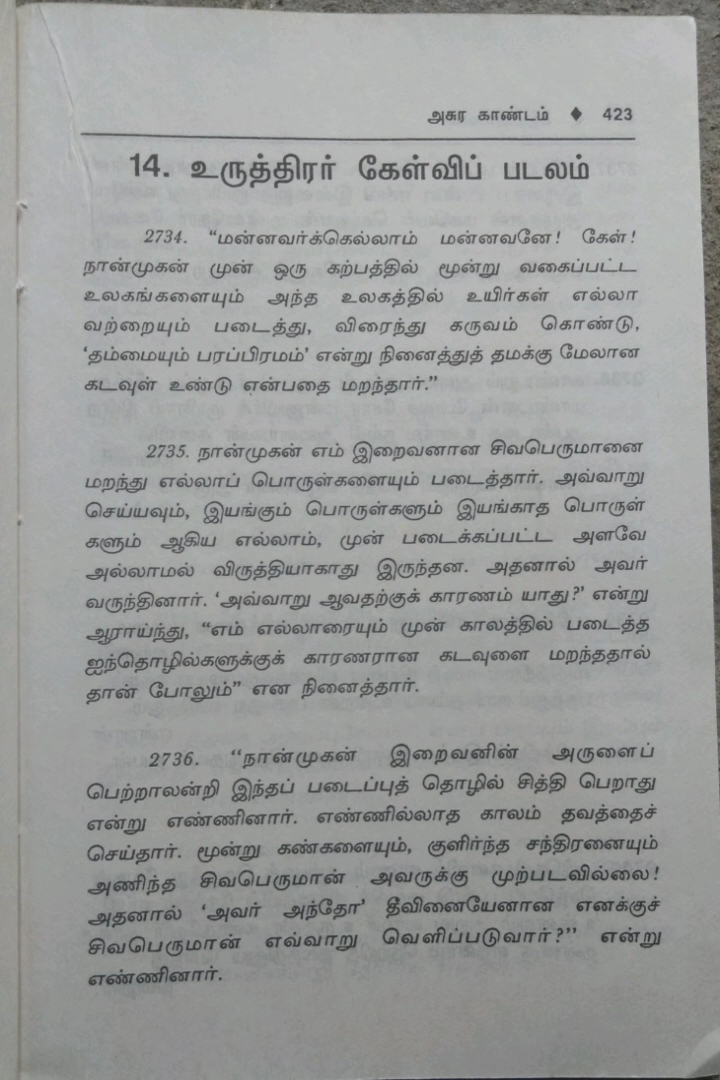 அசுர காண்டம் ◆ 423
14. உருத்திரர் கேள்விப் படலம்
2734. “மன்னவர்க்கெல்லாம் மன்னவனே! கேள்!
நான்முகன் முன் ஒரு கற்பத்தில் மூன்று வகைப்பட்ட
உலகங்களையும் அந்த உலகத்தில் உயிர்கள் எல்லா
வற்றையும் படைத்து, விரைந்து கருவம் கொண்டு,
‘தம்மையும் பரப்பிரமம்’ என்று நினைத்துத் தமக்கு மேலான
கடவுள் உண்டு என்பதை மறந்தார்.”
2735. நான்முகன் எம் இறைவனான சிவபெருமானை
மறந்து எல்லாப் பொருள்களையும் படைத்தார். அவ்வாறு
செய்யவும், இயங்கும் பொருள்களும் இயங்காத பொருள்
களும் ஆகிய எல்லாம், முன் படைக்கப்பட்ட அளவே
அல்லாமல் விருத்தியாகாது இருந்தன. அதனால் அவர்
வருந்தினார். ‘அவ்வாறு ஆவதற்குக் காரணம் யாது?’ என்று
ஆராய்ந்து, “எம் எல்லாரையும் முன் காலத்தில் படைத்த
ஐந்தொழில்களுக்குக் காரணரான கடவுளை மறந்ததால்
தான் போலும்” என நினைத்தார்.
2736. “நான்முகன் இறைவனின் அருளைப்
பெற்றாலன்றி இந்தப் படைப்புத் தொழில் சித்தி பெறாது
என்று எண்ணினார். எண்ணில்லாத காலம் தவத்தைச்
செய்தார். மூன்று கண்களையும், குளிர்ந்த சந்திரனையும்
அணிந்த சிவபெருமான் அவருக்கு முற்படவில்லை!
அதனால் ‘அவர் அந்தோ’ தீவினையேனான எனக்குச்
சிவபெருமான் எவ்வாறு வெளிப்படுவார்?” என்று
எண்ணினார்.